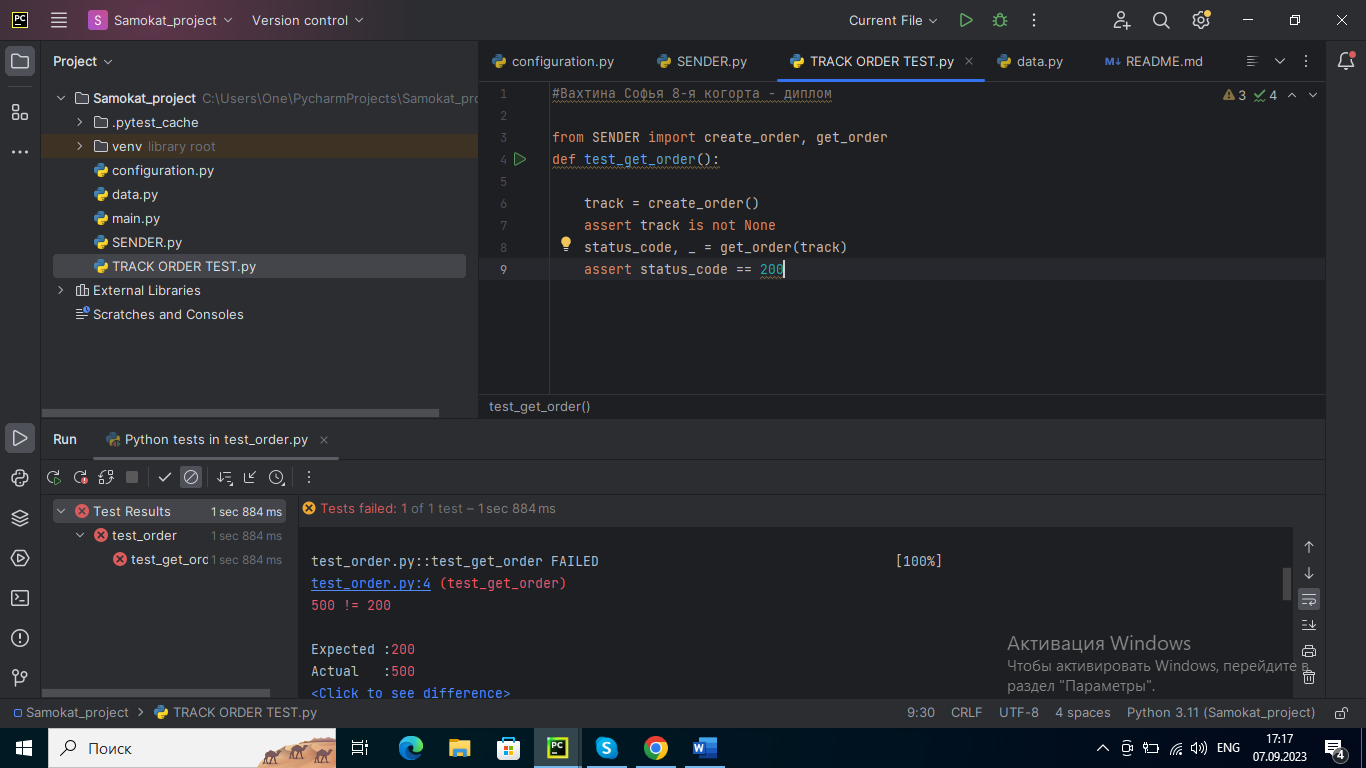 PC S Samokat_project Version control Current File
Project
configuration.py SENDER.py TRACK ORDER TEST.py data.py README.md
Samokat_project C:\Users\One\PycharmProjects\Samokat_pro
.pytest_cache
venv library root
configuration.py
data.py
main.py
SENDER.py
TRACK ORDER TEST.py
External Libraries
Scratches and Consoles
1 #Вахтина Софья 8-я когорта - диплом
3 4
2
3 from SENDER import create_order, get_order
4 def test_get_order():
5
6 track = create_order()
7 assert track is not None
8 status_code, _ = get_order(track)
9 assert status_code == 200
test_get_order()
Run Python tests in test_order.py
Test Results 1 sec 884 ms
test_order 1 sec 884 ms
test_get_orc 1 sec 884 ms
Tests failed: 1 of 1 test – 1 sec 884 ms
test_order.py::test_get_order FAILED [100%]
test_order.py:4 (test_get_order)
500 != 200
Expected :200
Actual :500
<Click to see difference>
Активация Windows
Чтобы активировать Windows, перейдите в
раздел "Параметры".
Samokat_project TRACK ORDER TEST.py 9:30 CRLF UTF-8 4 spaces Python 3.11 (Samokat_project)
Поиск
PC S W
ENG
17:17
07.09.2023
4